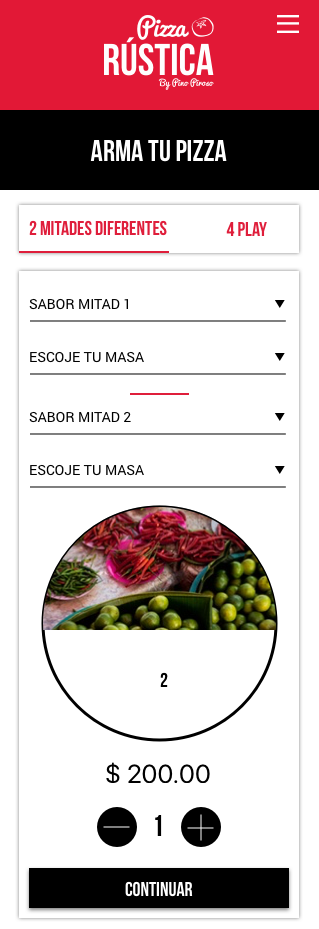 Pizza
RÚSTICA
By Pino Piroso
ARMA TU PIZZA
2 MITADES DIFERENTES 4 PLAY
SABOR MITAD 1
ESCOJE TU MASA
SABOR MITAD 2
ESCOJE TU MASA
2
$ 200.00
1
CONTINUAR